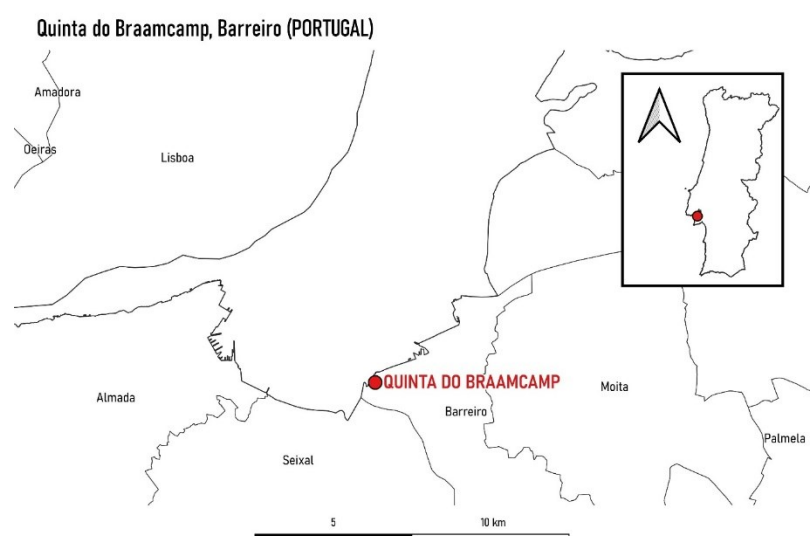 Quinta do Braamcamp, Barreiro (PORTUGAL)
Amadora
Oeiras
Lisboa
QUINTA DO BRAAMCAMP
Almada
Barreiro
Moita
Palmela
Seixal
5
10 km